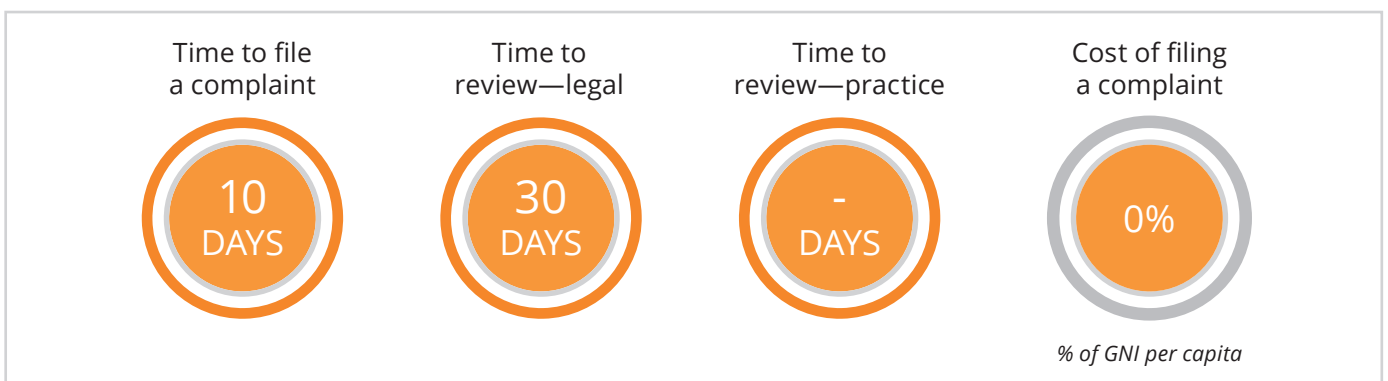 Time to file
a complaint
10
DAYS
Time to
review—legal
30
DAYS
Time to
review—practice
-
DAYS
Cost of filing
a complaint
0%
% of GNI per capita